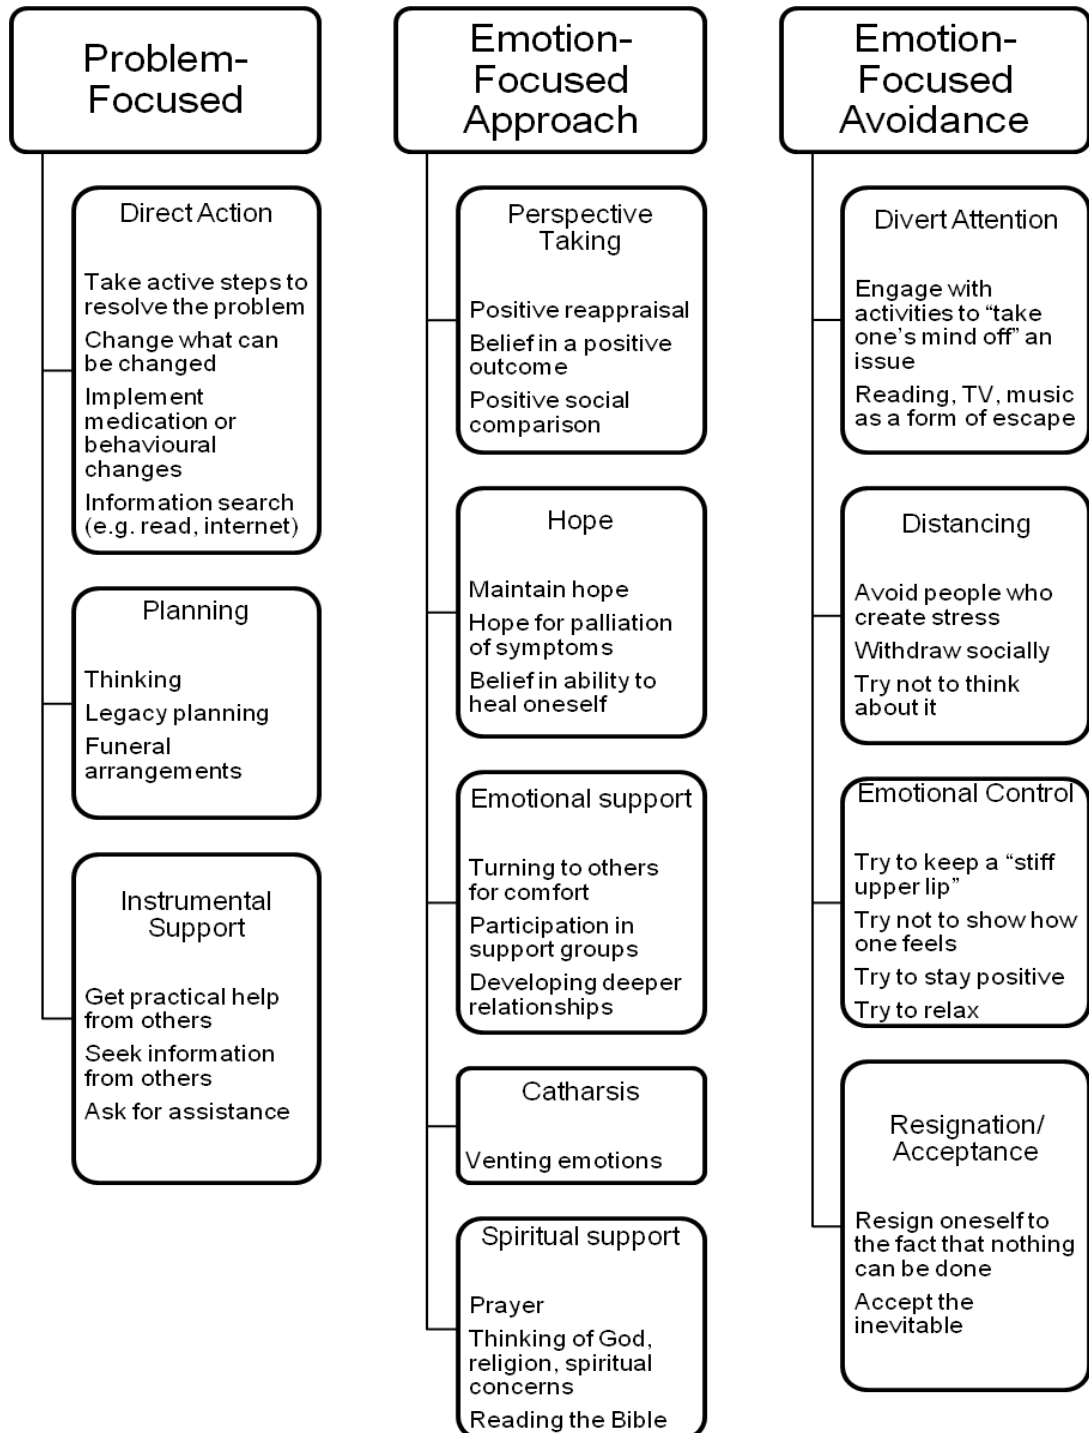 Problem-
Focused
Direct Action
Take active steps to
resolve the problem
Change what can
be changed
Implement
medication or
behavioural
changes
Information search
(e.g. read, internet)
Planning
Thinking
Legacy planning
Funeral
arrangements
Instrumental
Support
Get practical help
from others
Seek information
from others
Ask for assistance
Emotion-
Focused
Approach
Perspective
Taking
Positive reappraisal
Belief in a positive
outcome
Positive social
comparison
Hope
Maintain hope
Hope for palliation
of symptoms
Belief in ability to
heal oneself
Emotional support
Turning to others
for comfort
Participation in
support groups
Developing deeper
relationships
Catharsis
Venting emotions
Spiritual support
Prayer
Thinking of God,
religion, spiritual
concerns
Reading the Bible
Emotion-
Focused
Avoidance
Divert Attention
Engage with
activities to “take
one’s mind off” an
issue
Reading, TV, music
as a form of escape
Distancing
Avoid people who
create stress
Withdraw socially
Try not to think
about it
Emotional Control
Try to keep a “stiff
upper lip”
Try not to show how
one feels
Try to stay positive
Try to relax
Resignation/
Acceptance
Resign oneself to
the fact that nothing
can be done
Accept the
inevitable